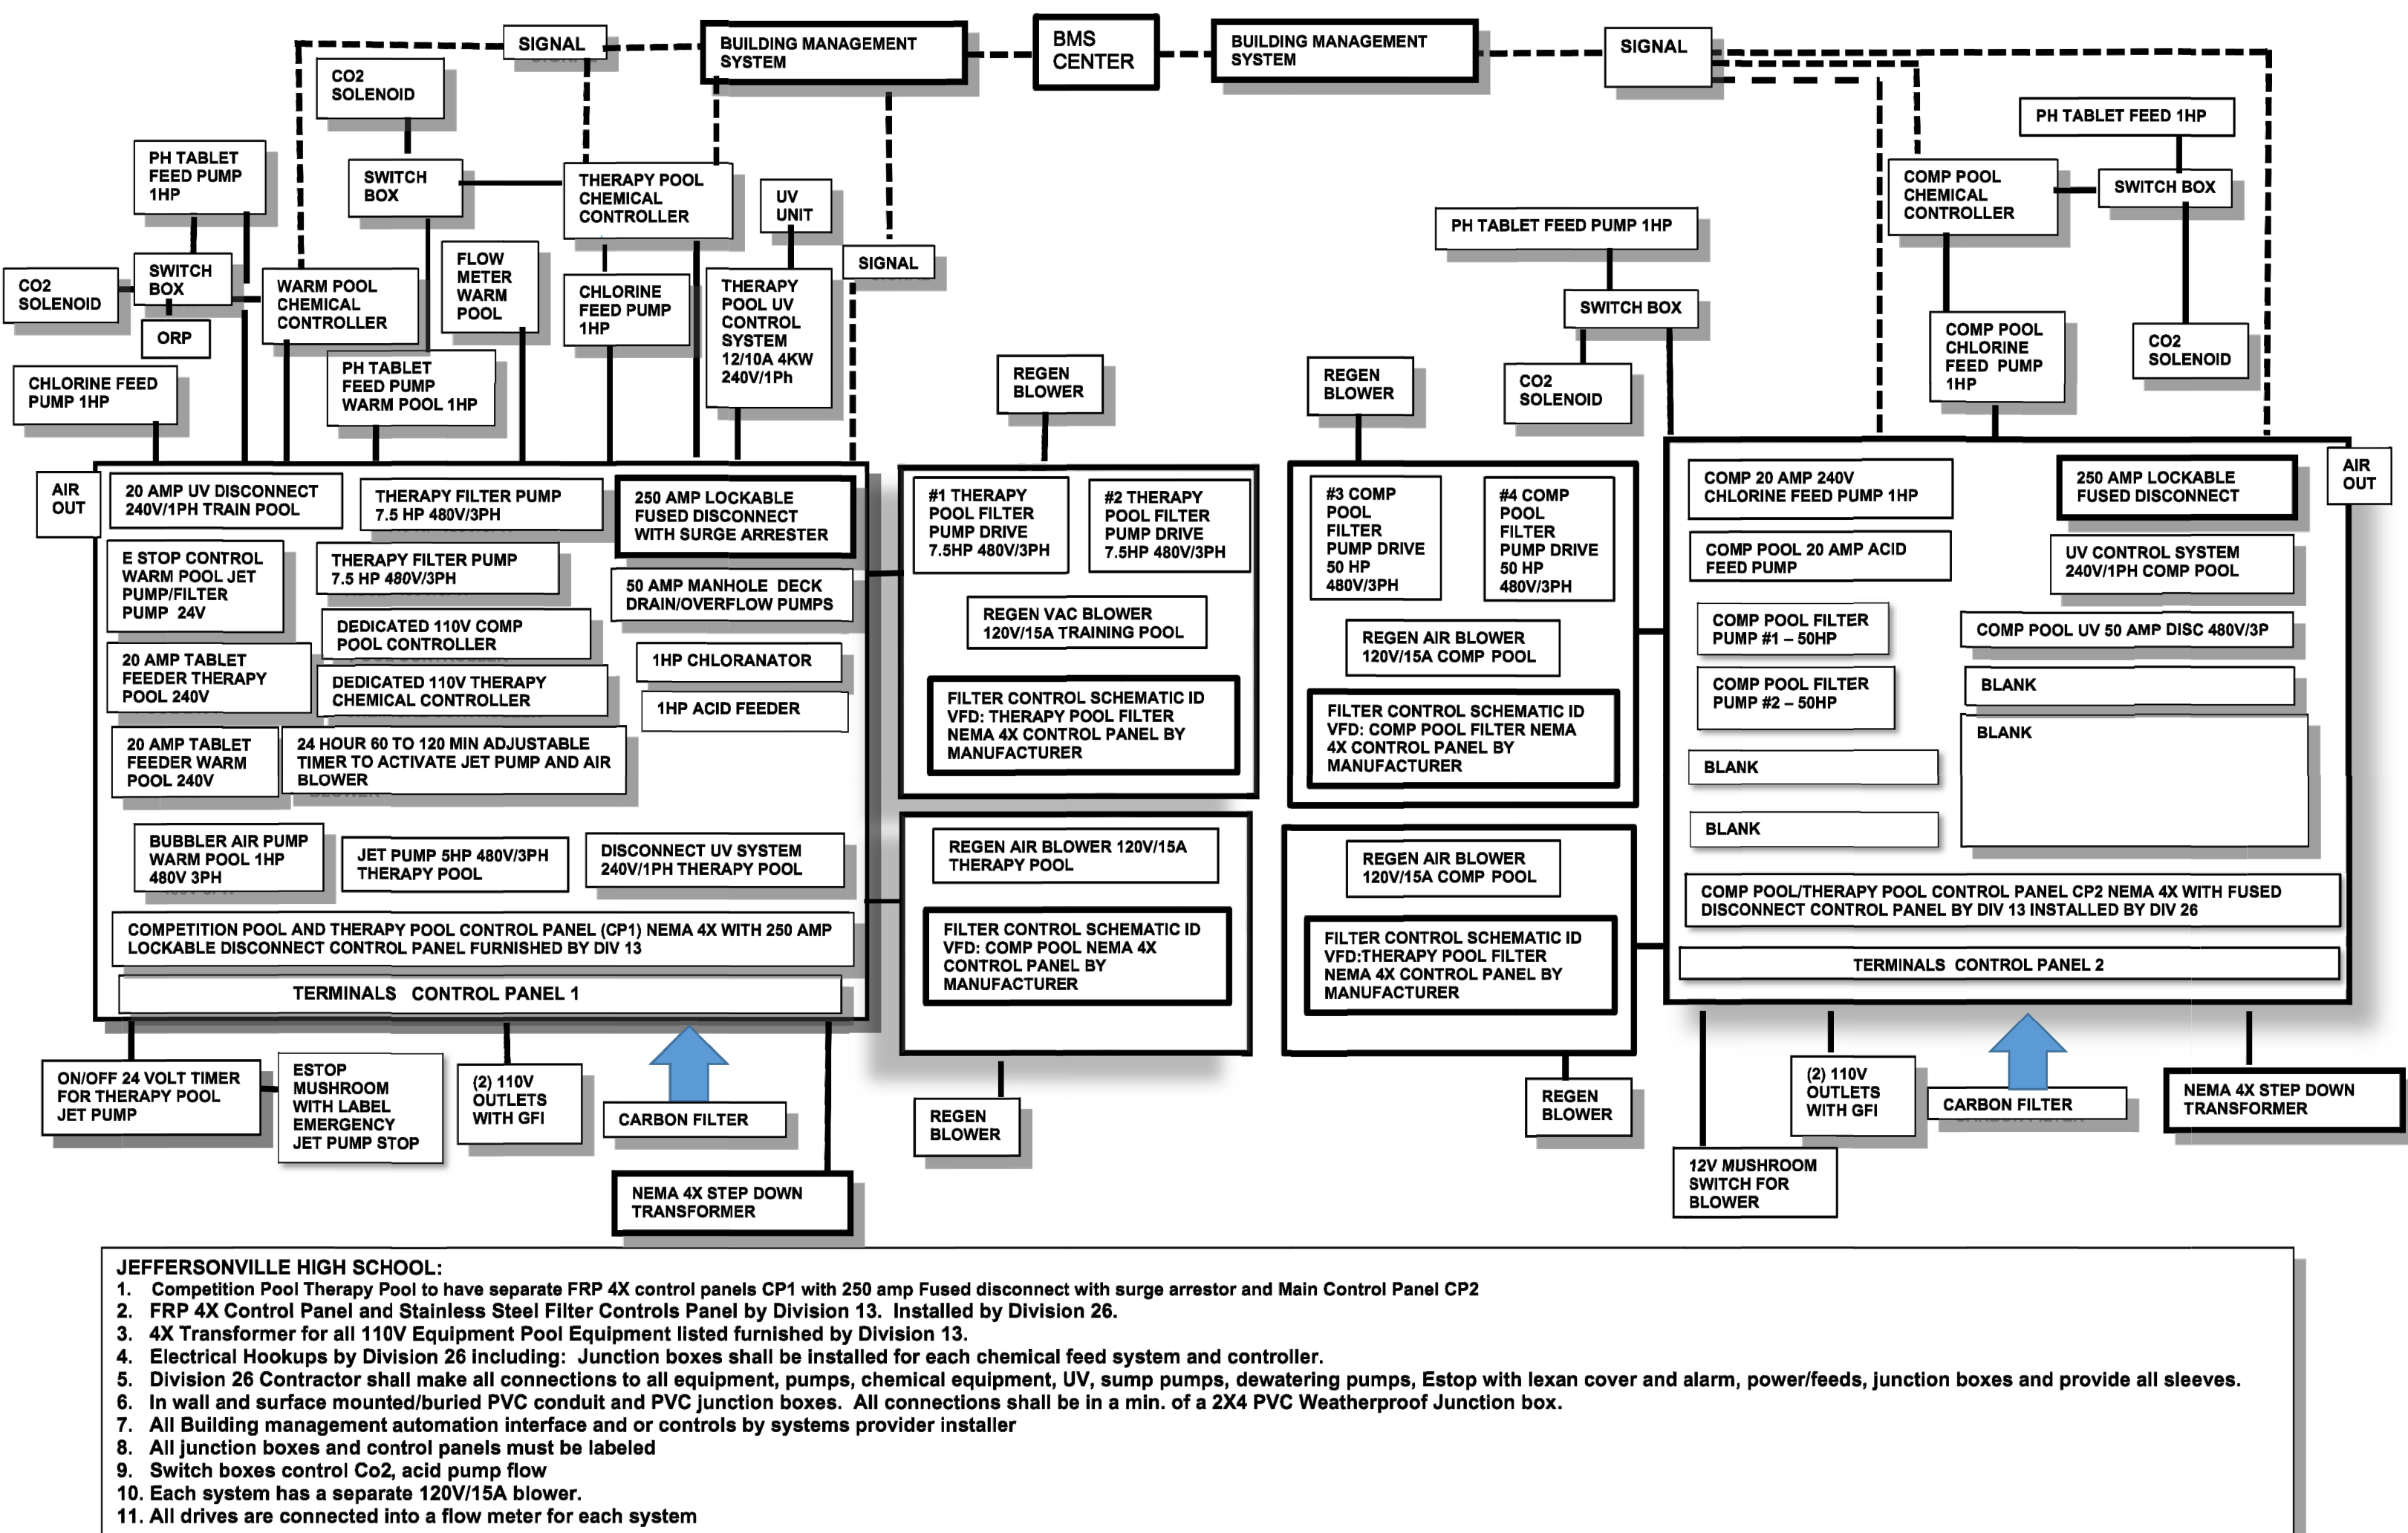 SIGNAL
BUILDING MANAGEMENT
SYSTEM
BMS
CENTER
BUILDING MANAGEMENT
SYSTEM
SIGNAL
CO2
SOLENOID
PH TABLET FEED 1HP
PH TABLET
FEED PUMP
1HP
SWITCH
BOX
THERAPY POOL
CHEMICAL
CONTROLLER
UV
UNIT
COMP POOL
CHEMICAL
CONTROLLER
SWITCH BOX
PH TABLET FEED PUMP 1HP
CO2
SOLENOID
SWITCH
BOX
ORP
WARM POOL
CHEMICAL
CONTROLLER
FLOW
METER
WARM
POOL
CHLORINE
FEED PUMP
1HP
THERAPY
POOL UV
CONTROL
SYSTEM
12/10A 4KW
240V/1Ph
SIGNAL
SWITCH BOX
COMP POOL
CHLORINE
FEED PUMP
1HP
CO2
SOLENOID
CHLORINE FEED
PUMP 1HP
PH TABLET
FEED PUMP
WARM POOL 1HP
REGEN
BLOWER
REGEN
BLOWER
CO2
SOLENOID
AIR
OUT
20 AMP UV DISCONNECT
240V/1PH TRAIN POOL
THERAPY FILTER PUMP
7.5 HP 480V/3PH
250 AMP LOCKABLE
FUSED DISCONNECT
WITH SURGE ARRESTER
E STOP CONTROL
WARM POOL JET
PUMP/FILTER
PUMP 24V
THERAPY FILTER PUMP
7.5 HP 480V/3PH
50 AMP MANHOLE DECK
DRAIN/OVERFLOW PUMPS
DEDICATED 110V COMP
POOL CONTROLLER
20 AMP TABLET
FEEDER THERAPY
POOL 240V
DEDICATED 110V THERAPY
CHEMICAL CONTROLLER
1HP CHLORANATOR
1HP ACID FEEDER
20 AMP TABLET
FEEDER WARM
POOL 240V
24 HOUR 60 TO 120 MIN ADJUSTABLE
TIMER TO ACTIVATE JET PUMP AND AIR
BLOWER
BUBBLER AIR PUMP
WARM POOL 1HP
480V 3PH
JET PUMP 5HP 480V/3PH
THERAPY POOL
DISCONNECT UV SYSTEM
240V/1PH THERAPY POOL
COMPETITION POOL AND THERAPY POOL CONTROL PANEL (CP1) NEMA 4X WITH 250 AMP
LOCKABLE DISCONNECT CONTROL PANEL FURNISHED BY DIV 13
TERMINALS CONTROL PANEL 1
#1 THERAPY
POOL FILTER
PUMP DRIVE
7.5HP 480V/3PH
#2 THERAPY
POOL FILTER
PUMP DRIVE
7.5HP 480V/3PH
REGEN VAC BLOWER
120V/15A TRAINING POOL
FILTER CONTROL SCHEMATIC ID
VFD: THERAPY POOL FILTER
NEMA 4X CONTROL PANEL BY
MANUFACTURER
REGEN AIR BLOWER 120V/15A
THERAPY POOL
FILTER CONTROL SCHEMATIC ID
VFD: COMP POOL NEMA 4X
CONTROL PANEL BY
MANUFACTURER
#3 COMP
POOL
FILTER
PUMP DRIVE
50 HP
480V/3PH
#4 COMP
POOL
FILTER
PUMP DRIVE
50 HP
480V/3PH
REGEN AIR BLOWER
120V/15A COMP POOL
FILTER CONTROL SCHEMATIC ID
VFD: COMP POOL FILTER NEMA
4X CONTROL PANEL BY
MANUFACTURER
REGEN AIR BLOWER
120V/15A COMP POOL
FILTER CONTROL SCHEMATIC ID
VFD:THERAPY POOL FILTER
NEMA 4X CONTROL PANEL BY
MANUFACTURER
COMP 20 AMP 240V
CHLORINE FEED PUMP 1HP
250 AMP LOCKABLE
FUSED DISCONNECT
AIR
OUT
COMP POOL 20 AMP ACID
FEED PUMP
UV CONTROL SYSTEM
240V/1PH COMP POOL
COMP POOL FILTER
PUMP #1 – 50HP
COMP POOL UV 50 AMP DISC 480V/3P
COMP POOL FILTER
PUMP #2 – 50HP
BLANK
BLANK
BLANK
BLANK
COMP POOL/THERAPY POOL CONTROL PANEL CP2 NEMA 4X WITH FUSED
DISCONNECT CONTROL PANEL BY DIV 13 INSTALLED BY DIV 26
TERMINALS CONTROL PANEL 2
ON/OFF 24 VOLT TIMER
FOR THERAPY POOL
JET PUMP
ESTOP
MUSHROOM
WITH LABEL
EMERGENCY
JET PUMP STOP
(2) 110V
OUTLETS
WITH GFI
CARBON FILTER
NEMA 4X STEP DOWN
TRANSFORMER
REGEN
BLOWER
REGEN
BLOWER
12V MUSHROOM
SWITCH FOR
BLOWER
(2) 110V
OUTLETS
WITH GFI
CARBON FILTER
NEMA 4X STEP DOWN
TRANSFORMER
JEFFERSONVILLE HIGH SCHOOL:
1. Competition Pool Therapy Pool to have separate FRP 4X control panels CP1 with 250 amp Fused disconnect with surge arrestor and Main Control Panel CP2
2. FRP 4X Control Panel and Stainless Steel Filter Controls Panel by Division 13. Installed by Division 26.
3. 4X Transformer for all 110V Equipment Pool Equipment listed furnished by Division 13.
4. Electrical Hookups by Division 26 including: Junction boxes shall be installed for each chemical feed system and controller.
5. Division 26 Contractor shall make all connections to all equipment, pumps, chemical equipment, UV, sump pumps, dewatering pumps, Estop with lexan cover and alarm, power/feeds, junction boxes and provide all sleeves.
6. In wall and surface mounted/buried PVC conduit and PVC junction boxes. All connections shall be in a min. of a 2X4 PVC Weatherproof Junction box.
7. All Building management automation interface and or controls by systems provider installer
8. All junction boxes and control panels must be labeled
9. Switch boxes control Co2, acid pump flow
10. Each system has a separate 120V/15A blower.
11. All drives are connected into a flow meter for each system